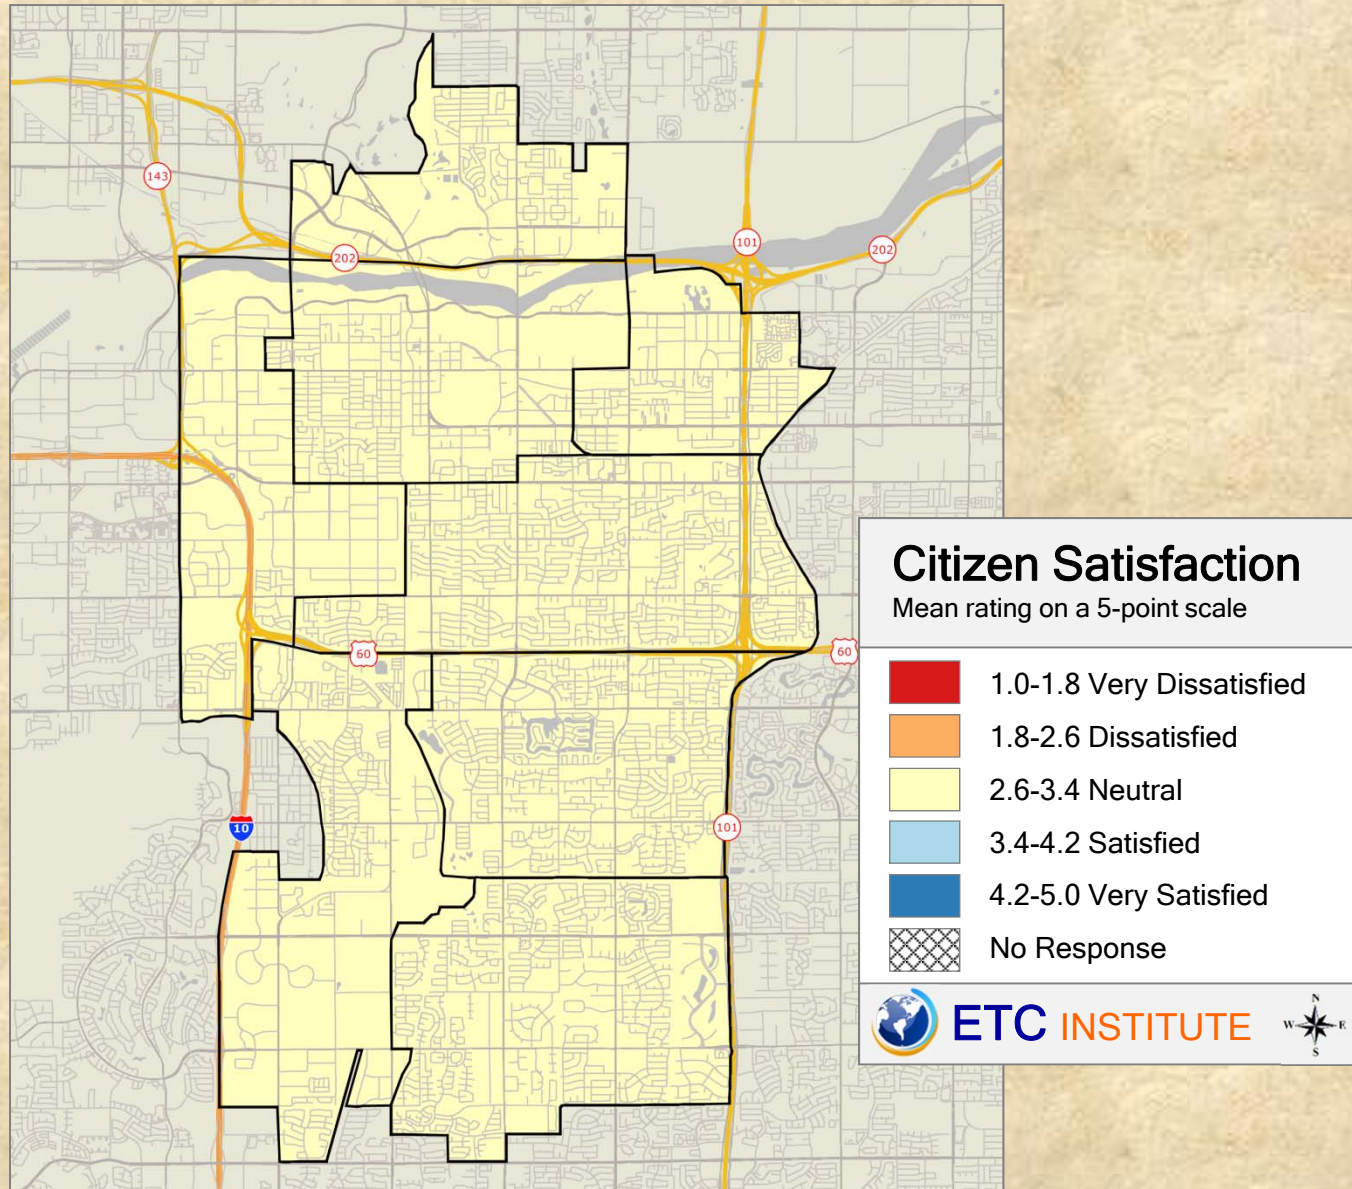 143
202
101
202
60
60
10
101
Citizen Satisfaction
Mean rating on a 5-point scale
1.0-1.8 Very Dissatisfied
1.8-2.6 Dissatisfied
2.6-3.4 Neutral
3.4-4.2 Satisfied
4.2-5.0 Very Satisfied
No Response
ETC INSTITUTE
N
W E
S